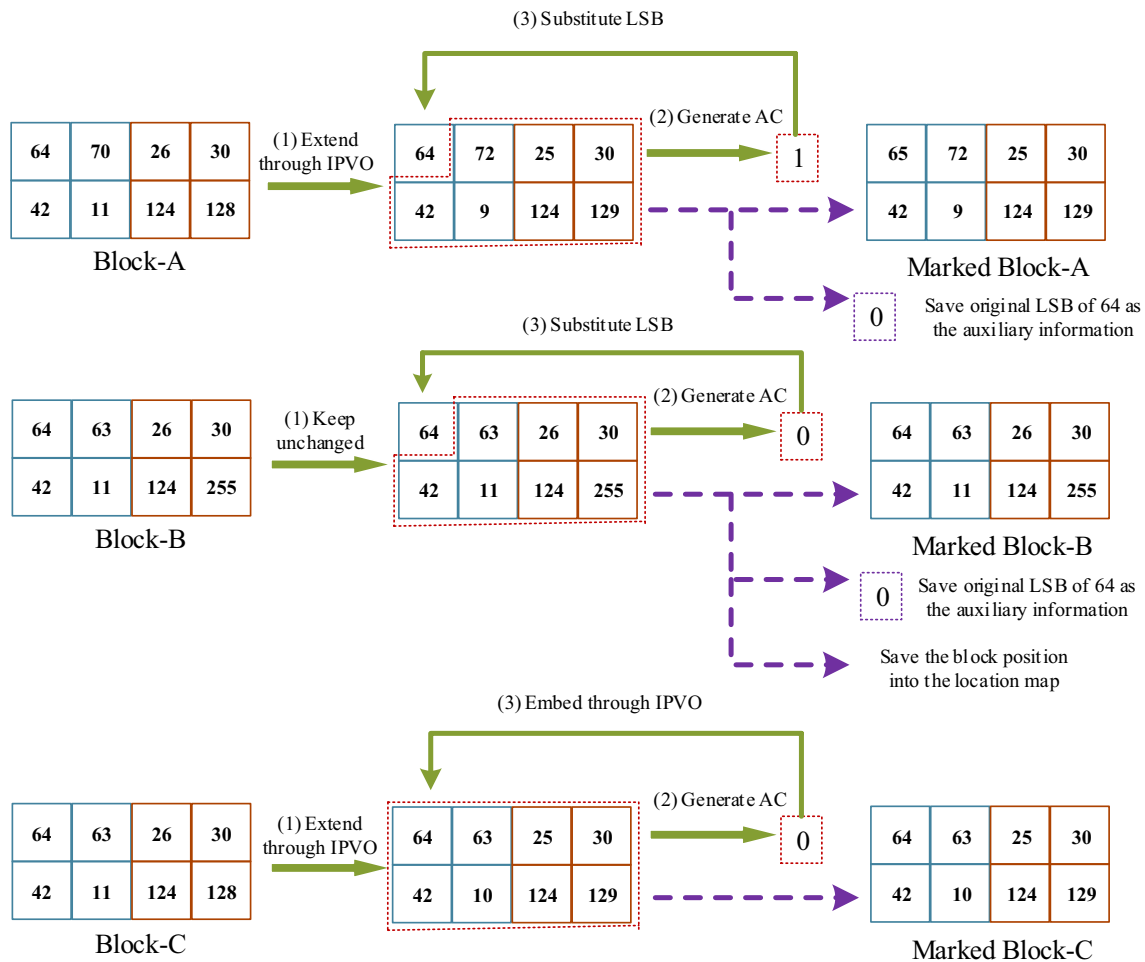 (3) Substitute LSB
64 70 26 30
42 11 124 128
Block-A
(1) Extend
through IPVO
64 72 25 30
42 9 124 129
(2) Generate AC
1
65 72 25 30
42 9 124 129
Marked Block-A
0
Save original LSB of 64 as
the auxiliary information
(3) Substitute LSB
64 63 26 30
42 11 124 255
Block-B
(1) Keep
unchanged
64 63 26 30
42 11 124 255
(2) Generate AC
0
64 63 26 30
42 11 124 255
Marked Block-B
0
Save original LSB of 64 as
the auxiliary information
Save the block position
into the location map
(3) Embed through IPVO
64 63 26 30
42 11 124 128
Block-C
(1) Extend
through IPVO
64 63 25 30
42 10 124 129
(2) Generate AC
0
64 63 25 30
42 10 124 129
Marked Block-C